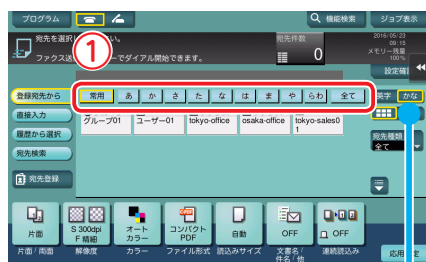 プログラム
機能検索
ジョブ表示
宛先を選択
い。
宛先件数
0
2016/05/23
09:15
メモリー残量
100%
ファクス送
ーでダイアル開始できます。
1
設定確認
登録宛先から
常用 あ か さ た な は ま や らわ 全て
英字 かな
直接入力
グループ01
ユーザー01
tokyo-office
osaka-office
tokyo-sales0
1
履歴から選択
宛先種類
全て
宛先検索
宛先登録
片面
S 300dpi
F 精細
オート
カラー
コンパクト
PDF
自動
OFF
OFF
片面 / 両面
解像度
カラー
ファイル形式
読込みサイズ
文書名/
件名/他
連続読込み
応用
定